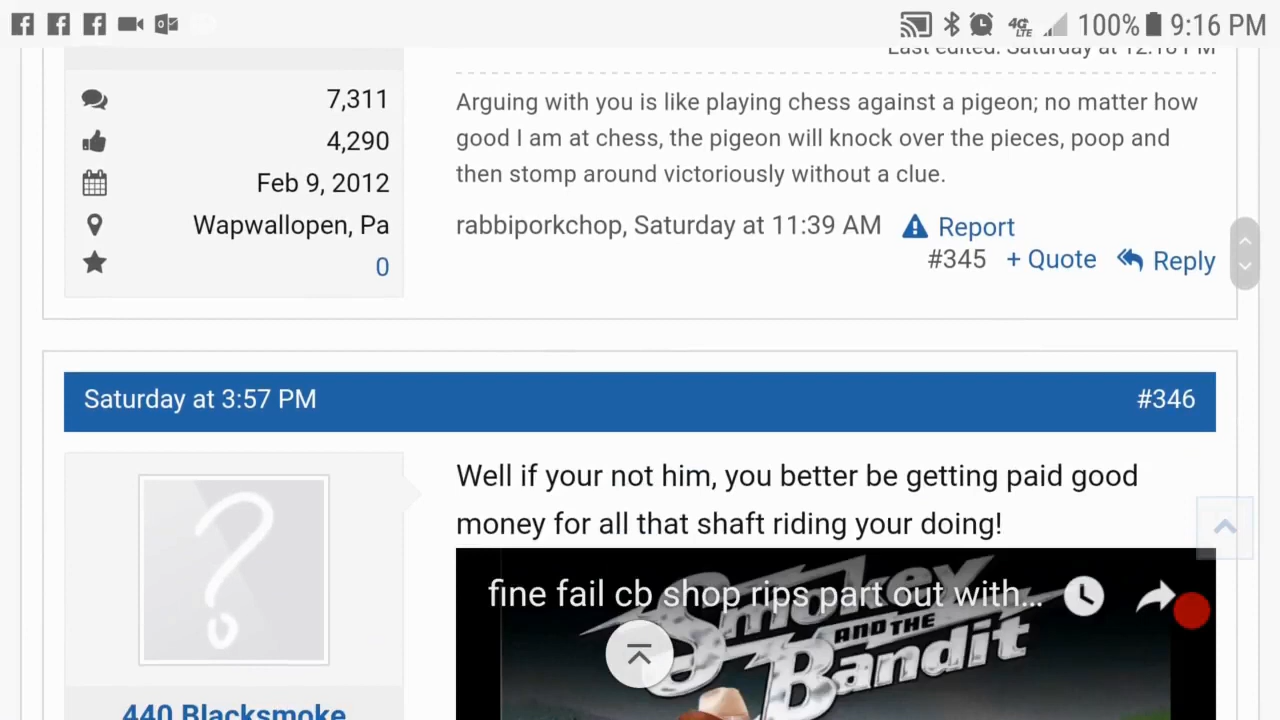 100% 9:16 PM
Last edited: Saturday at 12:18 PM
7,311
4,290
Feb 9, 2012
Wapwallopen, Pa
0
Arguing with you is like playing chess against a pigeon; no matter how
good I am at chess, the pigeon will knock over the pieces, poop and
then stomp around victoriously without a clue.
rabbiporkchop, Saturday at 11:39 AM Report
#345 + Quote Reply
Saturday at 3:57 PM #346
Well if your not him, you better be getting paid good
money for all that shaft riding your doing!
fine fail cb shop rips part out with...
Smokey
AND THE
Bandit
440 Blacksmoke